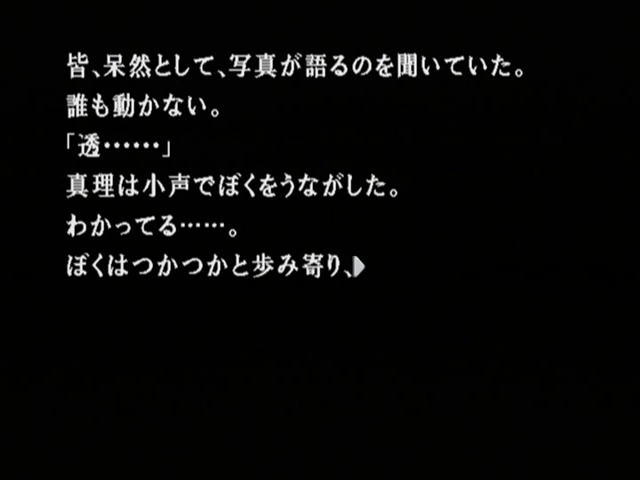 皆、呆然として、写真が語るのを聞いていた。
誰も動かない。
「透……」
真理は小声でぼくをうながした。
わかってる……。
ぼくはつかつかと歩み寄り、